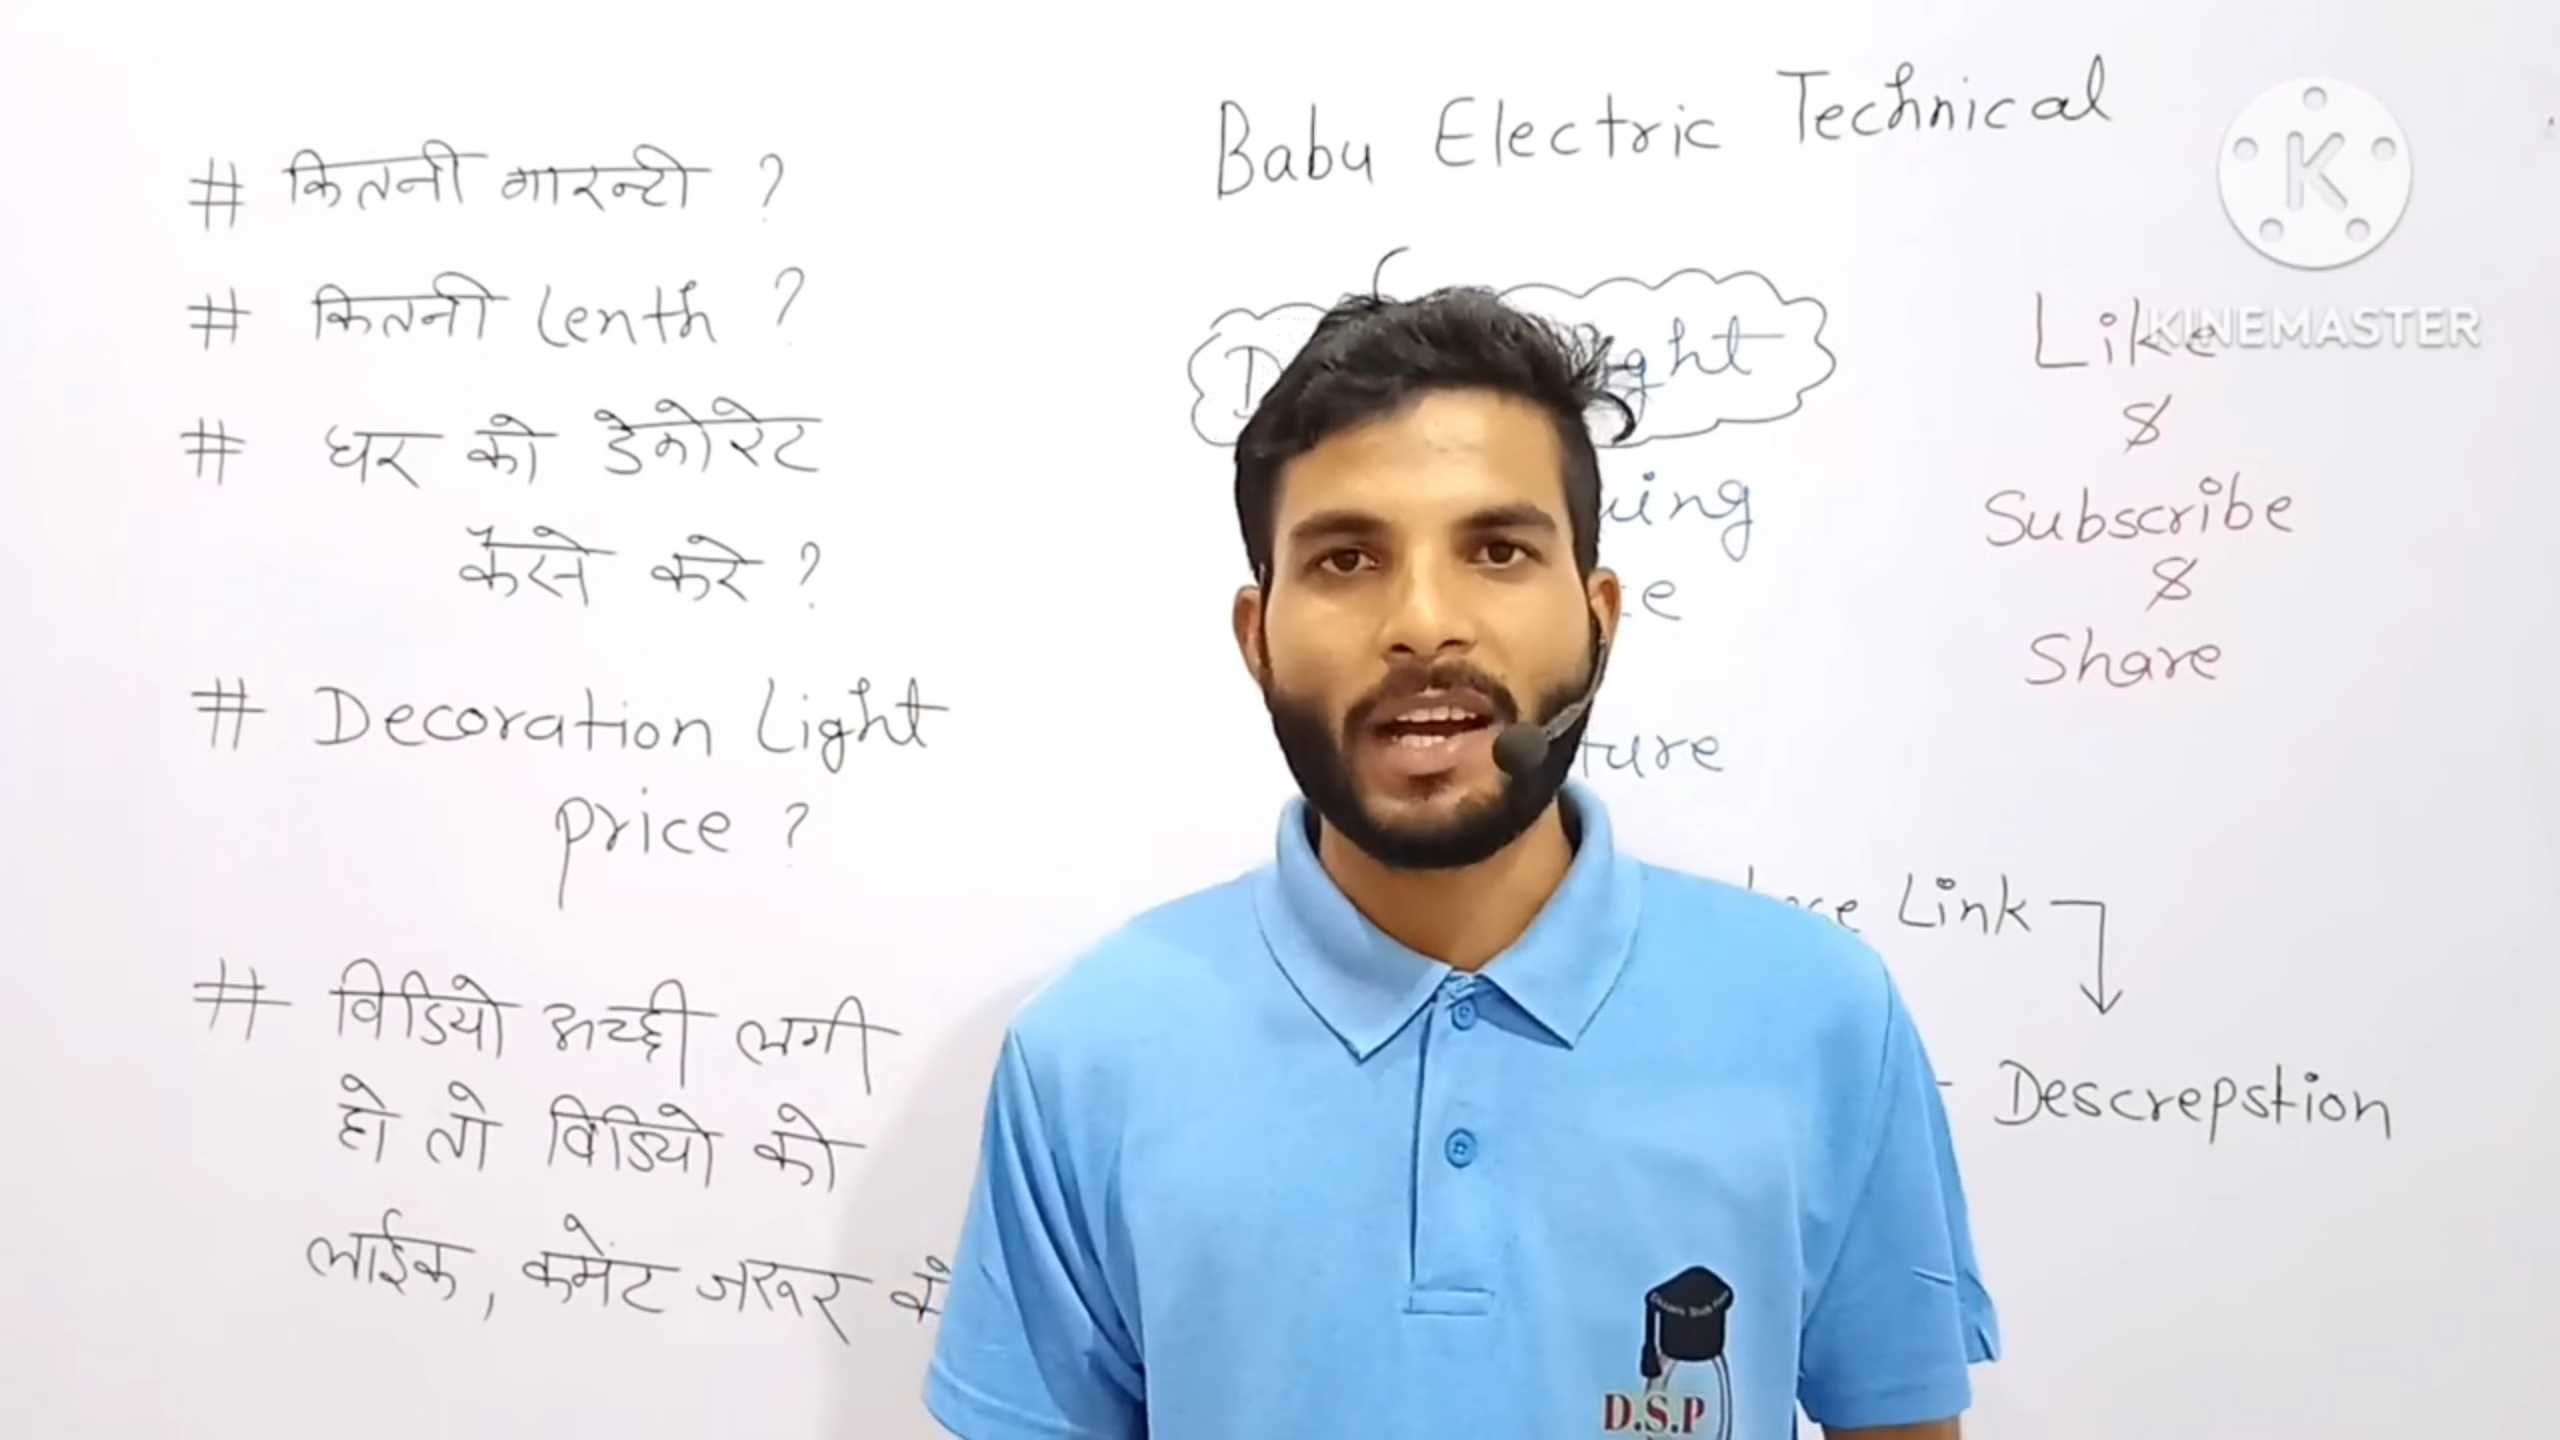 # कितनी गारन्टी ?
# कितनी Lenth ?
# घर को डेकोरेट
कैसे करे ?
# Decoration Light
price ?
# विडियो अच्छी लगी
हो तो विडियो को
लाईक, कमेंट जरूर
Babu Electric Technical
Like
&
Subscribe
&
Share
Link
Descrepstion
KINEMASTER
D.S.P